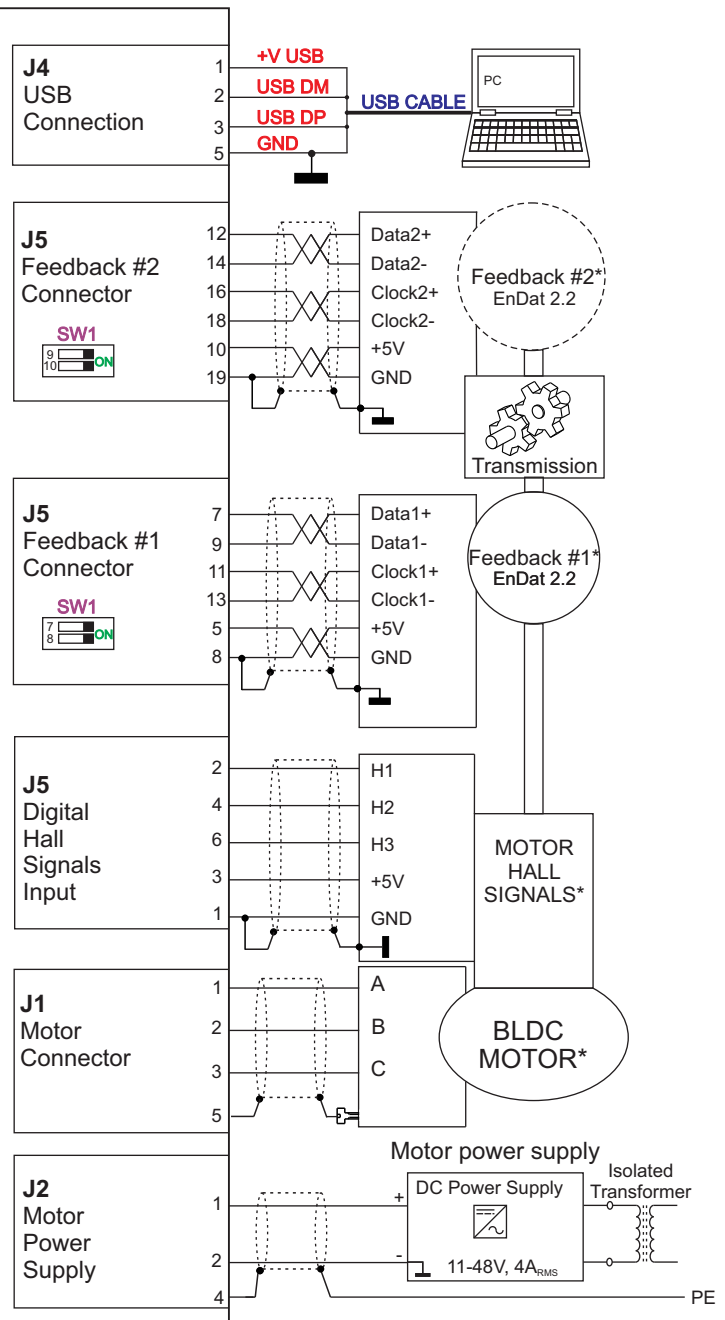 J4
USB
Connection
1
+V USB
2
USB DM
3
USB DP
5
GND
USB CABLE
PC
J5
Feedback #2
Connector
SW1
9
10
ON
12
Data2+
14
Data2-
16
Clock2+
18
Clock2-
10
+5V
19
GND
Feedback #2*
EnDat 2.2
Transmission
J5
Feedback #1
Connector
SW1
7
8
ON
7
Data1+
9
Data1-
11
Clock1+
13
Clock1-
5
+5V
8
GND
Feedback #1*
EnDat 2.2
J5
Digital
Hall
Signals
Input
2
H1
4
H2
6
H3
3
+5V
1
GND
MOTOR
HALL
SIGNALS*
J1
Motor
Connector
1
A
2
B
3
C
5
BLDC
MOTOR*
J2
Motor
Power
Supply
1
2
4
Motor power supply
+
-
DC Power Supply
11-48V, 4ARMS
Isolated
Transformer
PE